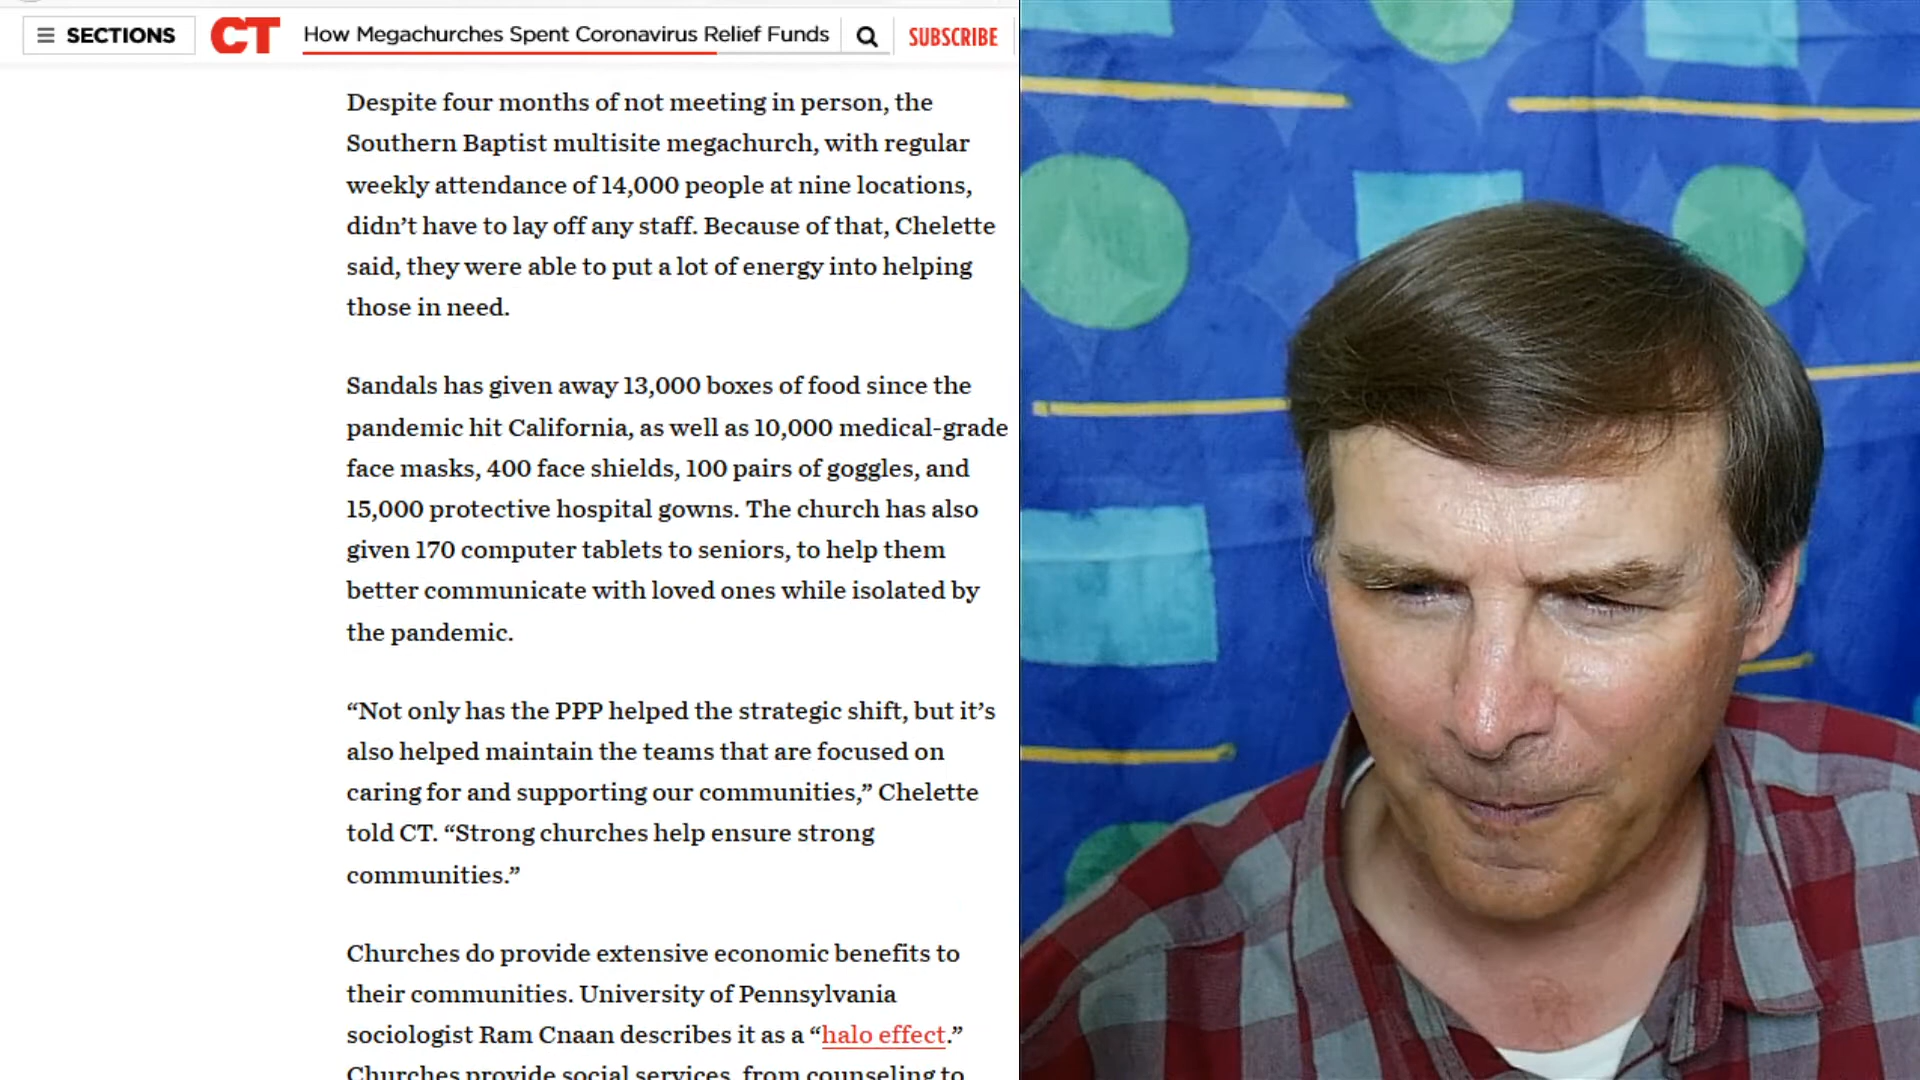 SECTIONS
CT
How Megachurches Spent Coronavirus Relief Funds
SUBSCRIBE
Despite four months of not meeting in person, the
Southern Baptist multisite megachurch, with regular
weekly attendance of 14,000 people at nine locations,
didn’t have to lay off any staff. Because of that, Chelette
said, they were able to put a lot of energy into helping
those in need.
Sandals has given away 13,000 boxes of food since the
pandemic hit California, as well as 10,000 medical-grade
face masks, 400 face shields, 100 pairs of goggles, and
15,000 protective hospital gowns. The church has also
given 170 computer tablets to seniors, to help them
better communicate with loved ones while isolated by
the pandemic.
“Not only has the PPP helped the strategic shift, but it’s
also helped maintain the teams that are focused on
caring for and supporting our communities,” Chelette
told CT. “Strong churches help ensure strong
communities.”
Churches do provide extensive economic benefits to
their communities. University of Pennsylvania
sociologist Ram Cnaan describes it as a “halo effect.”
Churches provide social services, from counseling to